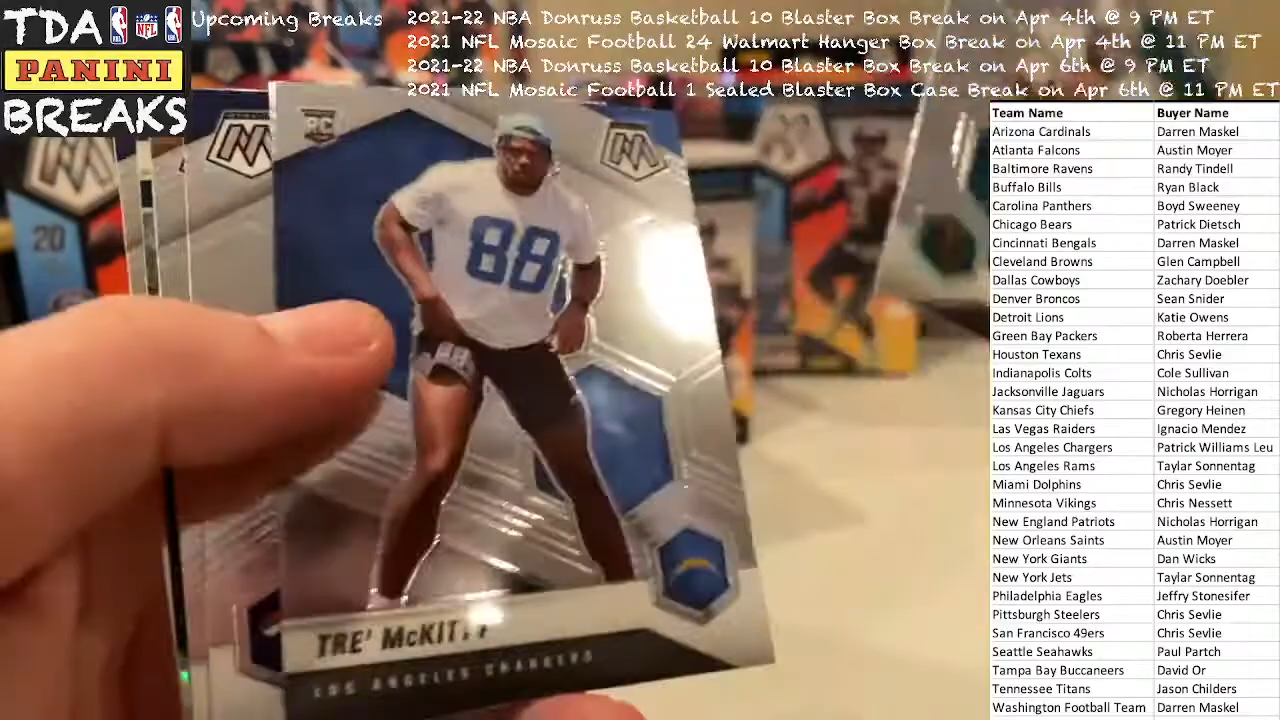 TDA
PANINI
BREAKS
Upcoming Breaks
2021-22 NBA Donruss Basketball 10 Blaster Box Break on Apr 4th @ 9 PM ET
2021 NFL Mosaic Football 24 Walmart Hanger Box Break on Apr 4th @ 11 PM ET
2021-22 NBA Donruss Basketball 10 Blaster Box Break on Apr 6th @ 9 PM ET
2021 NFL Mosaic Football 1 Sealed Blaster Box Case Break on Apr 6th @ 11 PM ET
Team Name Buyer Name
Arizona Cardinals Darren Maskel
Atlanta Falcons Austin Moyer
Baltimore Ravens Randy Tindell
Buffalo Bills Ryan Black
Carolina Panthers Boyd Sweeney
Chicago Bears Patrick Dietsch
Cincinnati Bengals Darren Maskel
Cleveland Browns Glen Campbell
Dallas Cowboys Zachary Doebler
Denver Broncos Sean Snider
Detroit Lions Katie Owens
Green Bay Packers Roberta Herrera
Houston Texans Chris Sevlie
Indianapolis Colts Cole Sullivan
Jacksonville Jaguars Nicholas Horrigan
Kansas City Chiefs Gregory Heinen
Las Vegas Raiders Ignacio Mendez
Los Angeles Chargers Patrick Williams Leu
Los Angeles Rams Taylar Sonnentag
Miami Dolphins Chris Sevlie
Minnesota Vikings Chris Nessett
New England Patriots Nicholas Horrigan
New Orleans Saints Austin Moyer
New York Giants Dan Wicks
New York Jets Taylar Sonnentag
Philadelphia Eagles Jeffry Stonesifer
Pittsburgh Steelers Chris Sevlie
San Francisco 49ers Chris Sevlie
Seattle Seahawks Paul Partch
Tampa Bay Buccaneers David Or
Tennessee Titans Jason Childers
Washington Football Team Darren Maskel
RC
M
M
20
88
88
TRE' McKITTY
LOS ANGELES CHARGERS